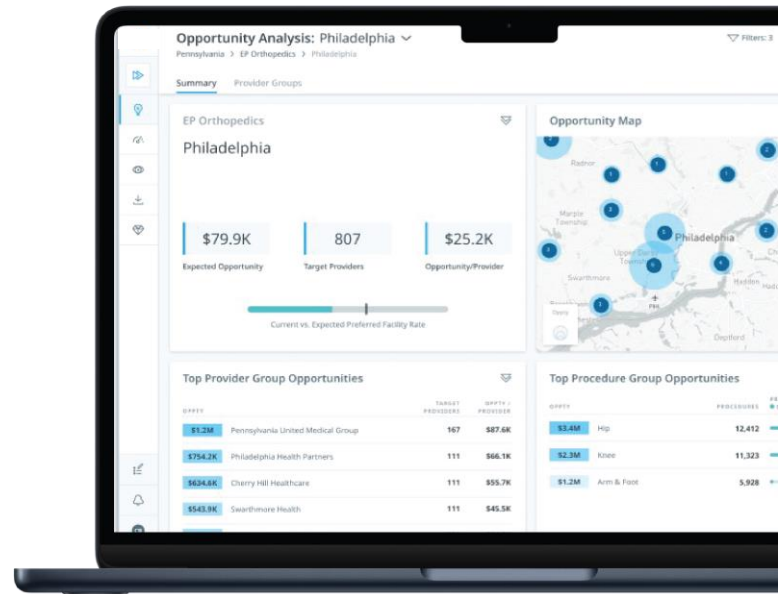 Opportunity Analysis: Philadelphia
Filters: 3
Pennsylvania > EP Orthopedics > Philadelphia
Summary Provider Groups
EP Orthopedics
Philadelphia
$79.9K 807 $25.2K
Expected Opportunity Target Providers Opportunity/Provider
Current vs. Expected Preferred Facility Rate
Opportunity Map
Radnor
Marple
Township
Philadelphia
Upper Darby
Swarthmore
PHL
Deptford
Top Provider Group Opportunities
OPPTY TARGET PROVIDERS OPPTY / PROVIDER
$1.2M Pennsylvania United Medical Group 167 $87.6K
$754.2K Philadelphia Health Partners 111 $66.1K
$634.6K Cherry Hill Healthcare 111 $55.7K
$543.9K Swarthmore Health 111 $45.5K
Top Procedure Group Opportunities
OPPTY PROCEDURES
$3.4M Hip 12,412
$2.3M Knee 11,323
$1.2M Arm & Foot 5,928